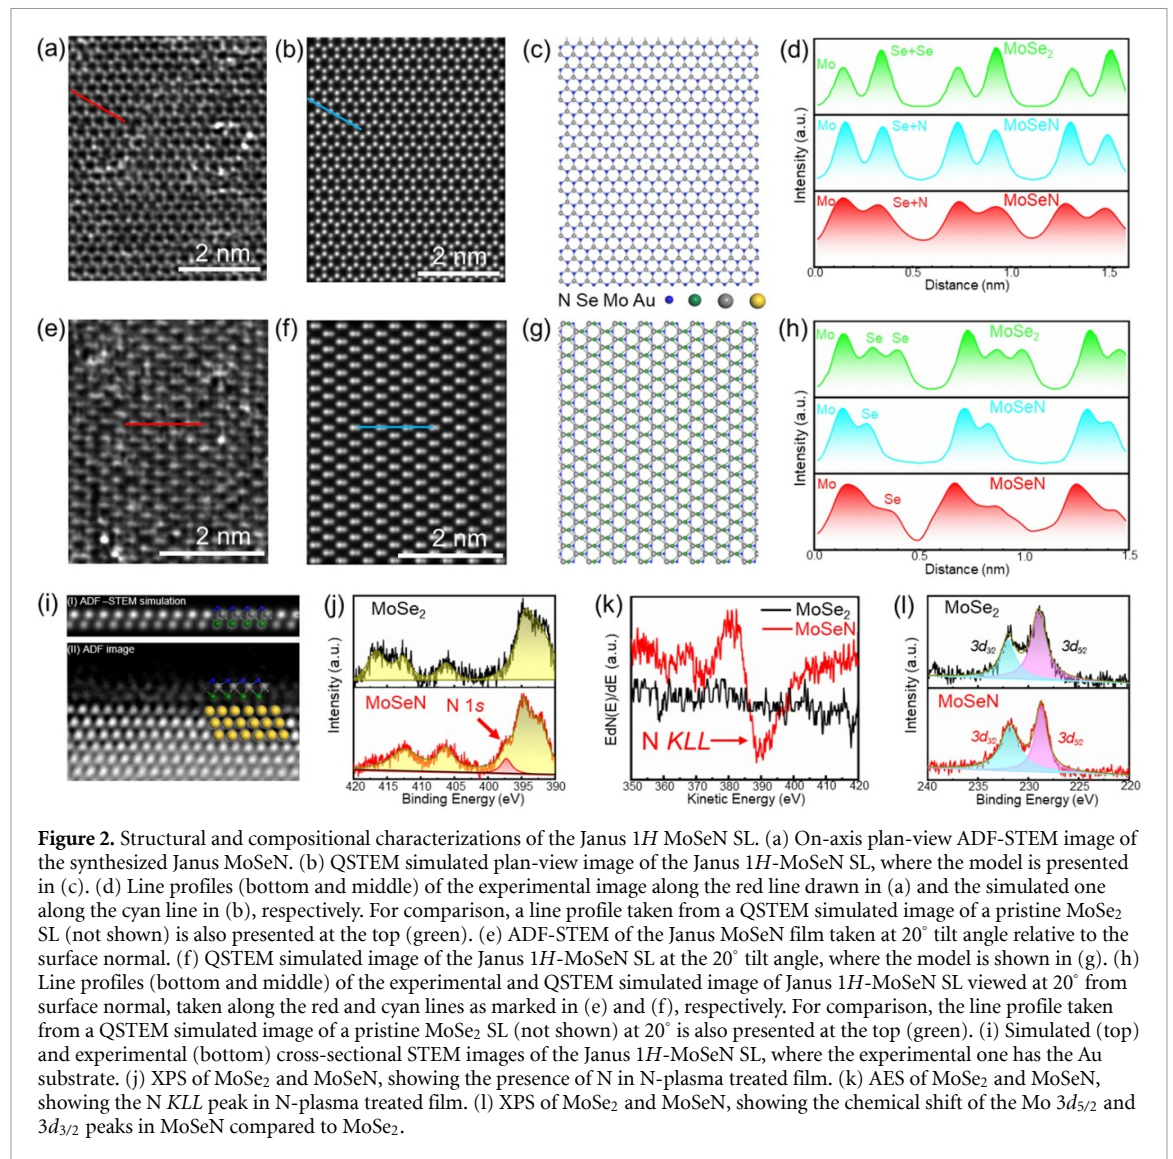 (a)
2 nm
(b)
2 nm
(c)
N Se Mo Au
(d)
Mo
Se+Se
MoSe₂
Mo
Se+N
MoSeN
Mo
Se+N
MoSeN
Intensity (a.u.)
0.0 0.5 1.0 1.5
Distance (nm)
(e)
2 nm
(f)
2 nm
(g)
(h)
Mo
Se Se
MoSe₂
Mo
Se
MoSeN
Mo
Se
MoSeN
Intensity (a.u.)
0.0 0.5 1.0 1.5
Distance (nm)
(i)
(I) ADF–STEM simulation
(II) ADF image
(j)
MoSe₂
MoSeN
N 1s
Intensity (a.u.)
420 415 410 405 400 395 390
Binding Energy (eV)
(k)
MoSe₂
MoSeN
N KLL
EdN(E)/dE (a.u.)
350 360 370 380 390 400 410 420
Kinetic Energy (eV)
(l)
MoSe₂
3d3/2
3d5/2
MoSeN
3d3/2
3d5/2
Intensity (a.u.)
240 235 230 225 220
Binding Energy (eV)
Figure 2. Structural and compositional characterizations of the Janus 1H MoSeN SL. (a) On-axis plan-view ADF-STEM image of
the synthesized Janus MoSeN. (b) QSTEM simulated plan-view image of the Janus 1H-MoSeN SL, where the model is presented
in (c). (d) Line profiles (bottom and middle) of the experimental image along the red line drawn in (a) and the simulated one
along the cyan line in (b), respectively. For comparison, a line profile taken from a QSTEM simulated image of a pristine MoSe₂
SL (not shown) is also presented at the top (green). (e) ADF-STEM of the Janus MoSeN film taken at 20° tilt angle relative to the
surface normal. (f) QSTEM simulated image of the Janus 1H-MoSeN SL at the 20° tilt angle, where the model is shown in (g). (h)
Line profiles (bottom and middle) of the experimental and QSTEM simulated image of Janus 1H-MoSeN SL viewed at 20° from
surface normal, taken along the red and cyan lines as marked in (e) and (f), respectively. For comparison, the line profile taken
from a QSTEM simulated image of a pristine MoSe₂ SL (not shown) at 20° is also presented at the top (green). (i) Simulated (top)
and experimental (bottom) cross-sectional STEM images of the Janus 1H-MoSeN SL, where the experimental one has the Au
substrate. (j) XPS of MoSe₂ and MoSeN, showing the presence of N in N-plasma treated film. (k) AES of MoSe₂ and MoSeN,
showing the N KLL peak in N-plasma treated film. (l) XPS of MoSe₂ and MoSeN, showing the chemical shift of the Mo 3d5/2 and
3d3/2 peaks in MoSeN compared to MoSe₂.